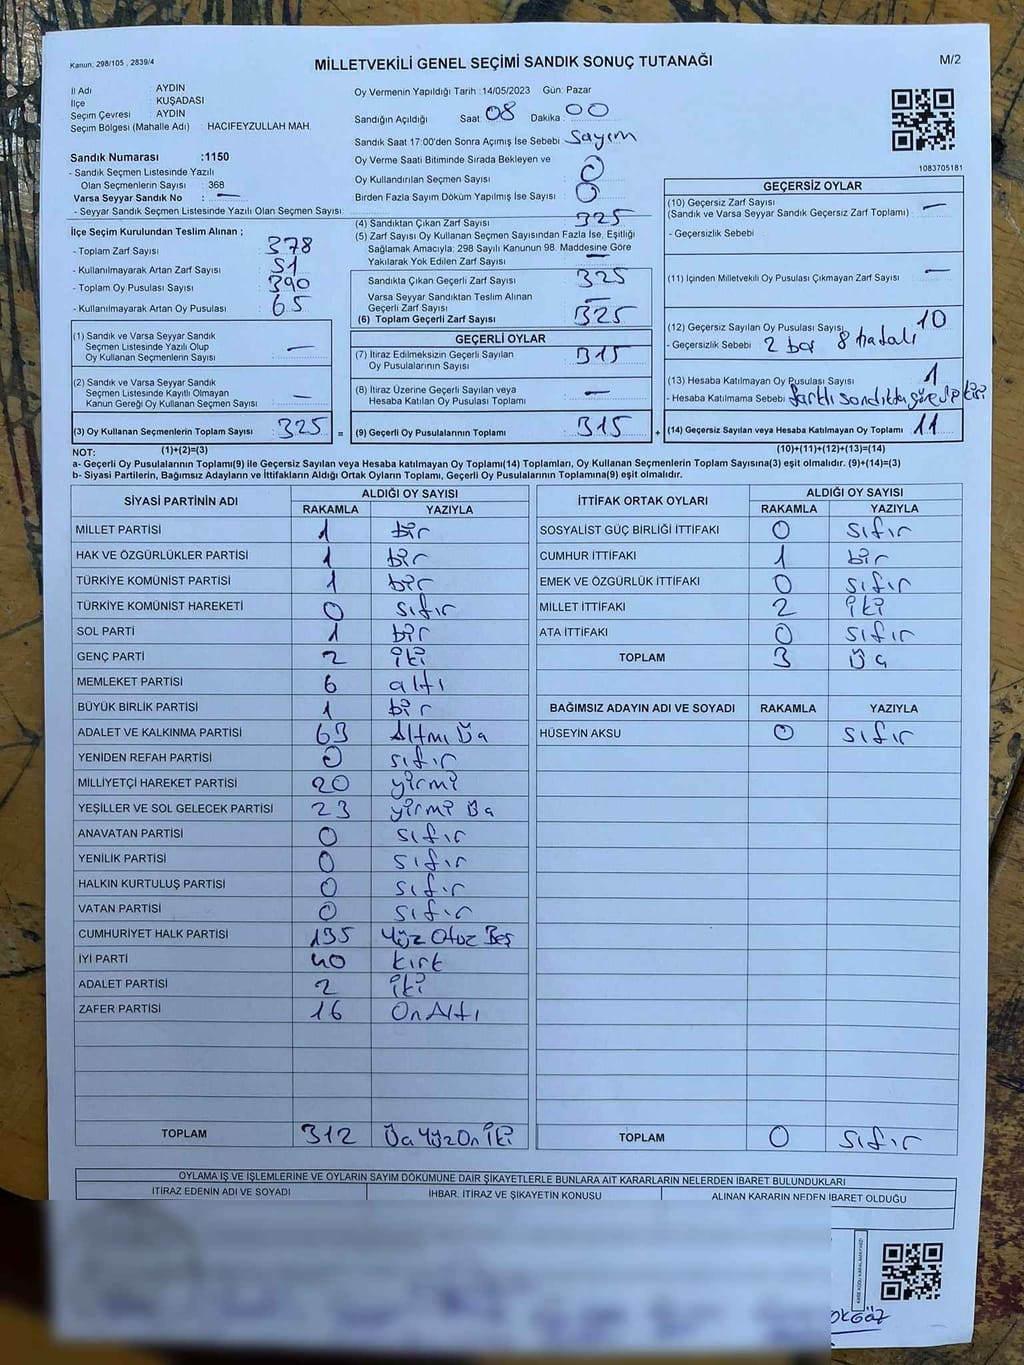 Kanun: 298/105 , 2839/4
MİLLETVEKİLİ GENEL SEÇİMİ SANDIK SONUÇ TUTANAĞI
M/2
İl Adı : AYDIN
İlçe : KUŞADASI
Seçim Çevresi : AYDIN
Seçim Bölgesi (Mahalle Adı) : HACIFEYZULLAH MAH.
Sandık Numarası :1150
- Sandık Seçmen Listesinde Yazılı
Olan Seçmenlerin Sayısı : 368
Varsa Seyyar Sandık No : —
- Seyyar Sandık Seçmen Listesinde Yazılı Olan Seçmen Sayısı:
İlçe Seçim Kurulundan Teslim Alınan ;
- Toplam Zarf Sayısı : 378
- Kullanılmayarak Artan Zarf Sayısı : 51
- Toplam Oy Pusulası Sayısı : 390
- Kullanılmayarak Artan Oy Pusulası : 65
Oy Vermenin Yapıldığı Tarih :14/05/2023 Gün: Pazar
Sandığın Açıldığı Saat: 08 Dakika : 00
Sandık Saat 17:00'den Sonra Açımış İse Sebebi : Sayım
Oy Verme Saati Bitiminde Sırada Bekleyen ve
Oy Kullandırılan Seçmen Sayısı : 0
Birden Fazla Sayım Döküm Yapılmış İse Sayısı : 0
(4) Sandıktan Çıkan Zarf Sayısı : 325
(5) Zarf Sayısı Oy Kullanan Seçmen Sayısından Fazla İse, Eşitliği
Sağlamak Amacıyla; 298 Sayılı Kanunun 98. Maddesine Göre
Yakılarak Yok Edilen Zarf Sayısı : —
Sandıkta Çıkan Geçerli Zarf Sayısı : 325
Varsa Seyyar Sandıktan Teslim Alınan
Geçerli Zarf Sayısı : —
(6) Toplam Geçerli Zarf Sayısı : 325
1083705181
GEÇERSİZ OYLAR
(10) Geçersiz Zarf Sayısı
(Sandık ve Varsa Seyyar Sandık Geçersiz Zarf Toplamı) : —
- Geçersizlik Sebebi :
(11) İçinden Milletvekili Oy Pusulası Çıkmayan Zarf Sayısı : —
(12) Geçersiz Sayılan Oy Pusulası Sayısı : 10
- Geçersizlik Sebebi : 2 boş 8 hatalı
(13) Hesaba Katılmayan Oy Pusulası Sayısı : 1
- Hesaba Katılmama Sebebi : farklı sandıkta
(14) Geçersiz Sayılan veya Hesaba Katılmayan Oy Toplamı : 11
(1) Sandık ve Varsa Seyyar Sandık
Seçmen Listesinde Yazılı Olup
Oy Kullanan Seçmenlerin Sayısı : —
(2) Sandık ve Varsa Seyyar Sandık
Seçmen Listesinde Kayıtlı Olmayan
Kanun Gereği Oy Kullanan Seçmen Sayısı : —
(3) Oy Kullanan Seçmenlerin Toplam Sayısı : 325
GEÇERLİ OYLAR
(7) İtiraz Edilmeksizin Geçerli Sayılan
Oy Pusulalarının Sayısı : 315
(8) İtiraz Üzerine Geçerli Sayılan veya
Hesaba Katılan Oy Pusulası Toplamı : —
= (9) Geçerli Oy Pusulalarının Toplamı : 315 +
NOT: (1)+(2)=(3) (10)+(11)+(12)+(13)=(14)
a- Geçerli Oy Pusulalarının Toplamı(9) ile Geçersiz Sayılan veya Hesaba katılmayan Oy Toplamı(14) Toplamları, Oy Kullanan Seçmenlerin Toplam Sayısına(3) eşit olmalıdır. (9)+(14)=(3)
b- Siyasi Partilerin, Bağımsız Adayların ve İttifakların Aldığı Ortak Oyların Toplamı, Geçerli Oy Pusulalarının Toplamına(9) eşit olmalıdır.
SİYASİ PARTİNİN ADI ALDIĞI OY SAYISI
RAKAMLA YAZIYLA
MİLLET PARTİSİ 1 bir
HAK VE ÖZGÜRLÜKLER PARTİSİ 1 bir
TÜRKİYE KOMÜNİST PARTİSİ 1 bir
TÜRKİYE KOMÜNİST HAREKETİ 0 sıfır
SOL PARTİ 1 bir
GENÇ PARTİ 2 iki
MEMLEKET PARTİSİ 6 altı
BÜYÜK BİRLİK PARTİSİ 1 bir
ADALET VE KALKINMA PARTİSİ 63 Altmı Üç
YENİDEN REFAH PARTİSİ 0 sıfır
MİLLİYETÇİ HAREKET PARTİSİ 20 yirmi
YEŞİLLER VE SOL GELECEK PARTİSİ 23 yirmi Üç
ANAVATAN PARTİSİ 0 sıfır
YENİLİK PARTİSİ 0 sıfır
HALKIN KURTULUŞ PARTİSİ 0 sıfır
VATAN PARTİSİ 0 sıfır
CUMHURİYET HALK PARTİSİ 135 Yüz Otuz Beş
İYİ PARTİ 40 kırk
ADALET PARTİSİ 2 iki
ZAFER PARTİSİ 16 On Altı
TOPLAM 312 Üç Yüz On İki
İTTİFAK ORTAK OYLARI ALDIĞI OY SAYISI
RAKAMLA YAZIYLA
SOSYALİST GÜÇ BİRLİĞİ İTTİFAKI 0 sıfır
CUMHUR İTTİFAKI 1 bir
EMEK VE ÖZGÜRLÜK İTTİFAKI 0 sıfır
MİLLET İTTİFAKI 2 iki
ATA İTTİFAKI 0 sıfır
TOPLAM 3 Üç
BAĞIMSIZ ADAYIN ADI VE SOYADI RAKAMLA YAZIYLA
HÜSEYİN AKSU 0 sıfır
TOPLAM 0 sıfır
OYLAMA İŞ VE İŞLEMLERİNE VE OYLARIN SAYIM DÖKÜMÜNE DAİR ŞİKAYETLERLE BUNLARA AİT KARARLARIN NELERDEN İBARET BULUNDUKLARI
İTİRAZ EDENİN ADI VE SOYADI İHBAR, İTİRAZ VE ŞİKAYETİN KONUSU ALINAN KARARIN NEDEN İBARET OLDUĞU